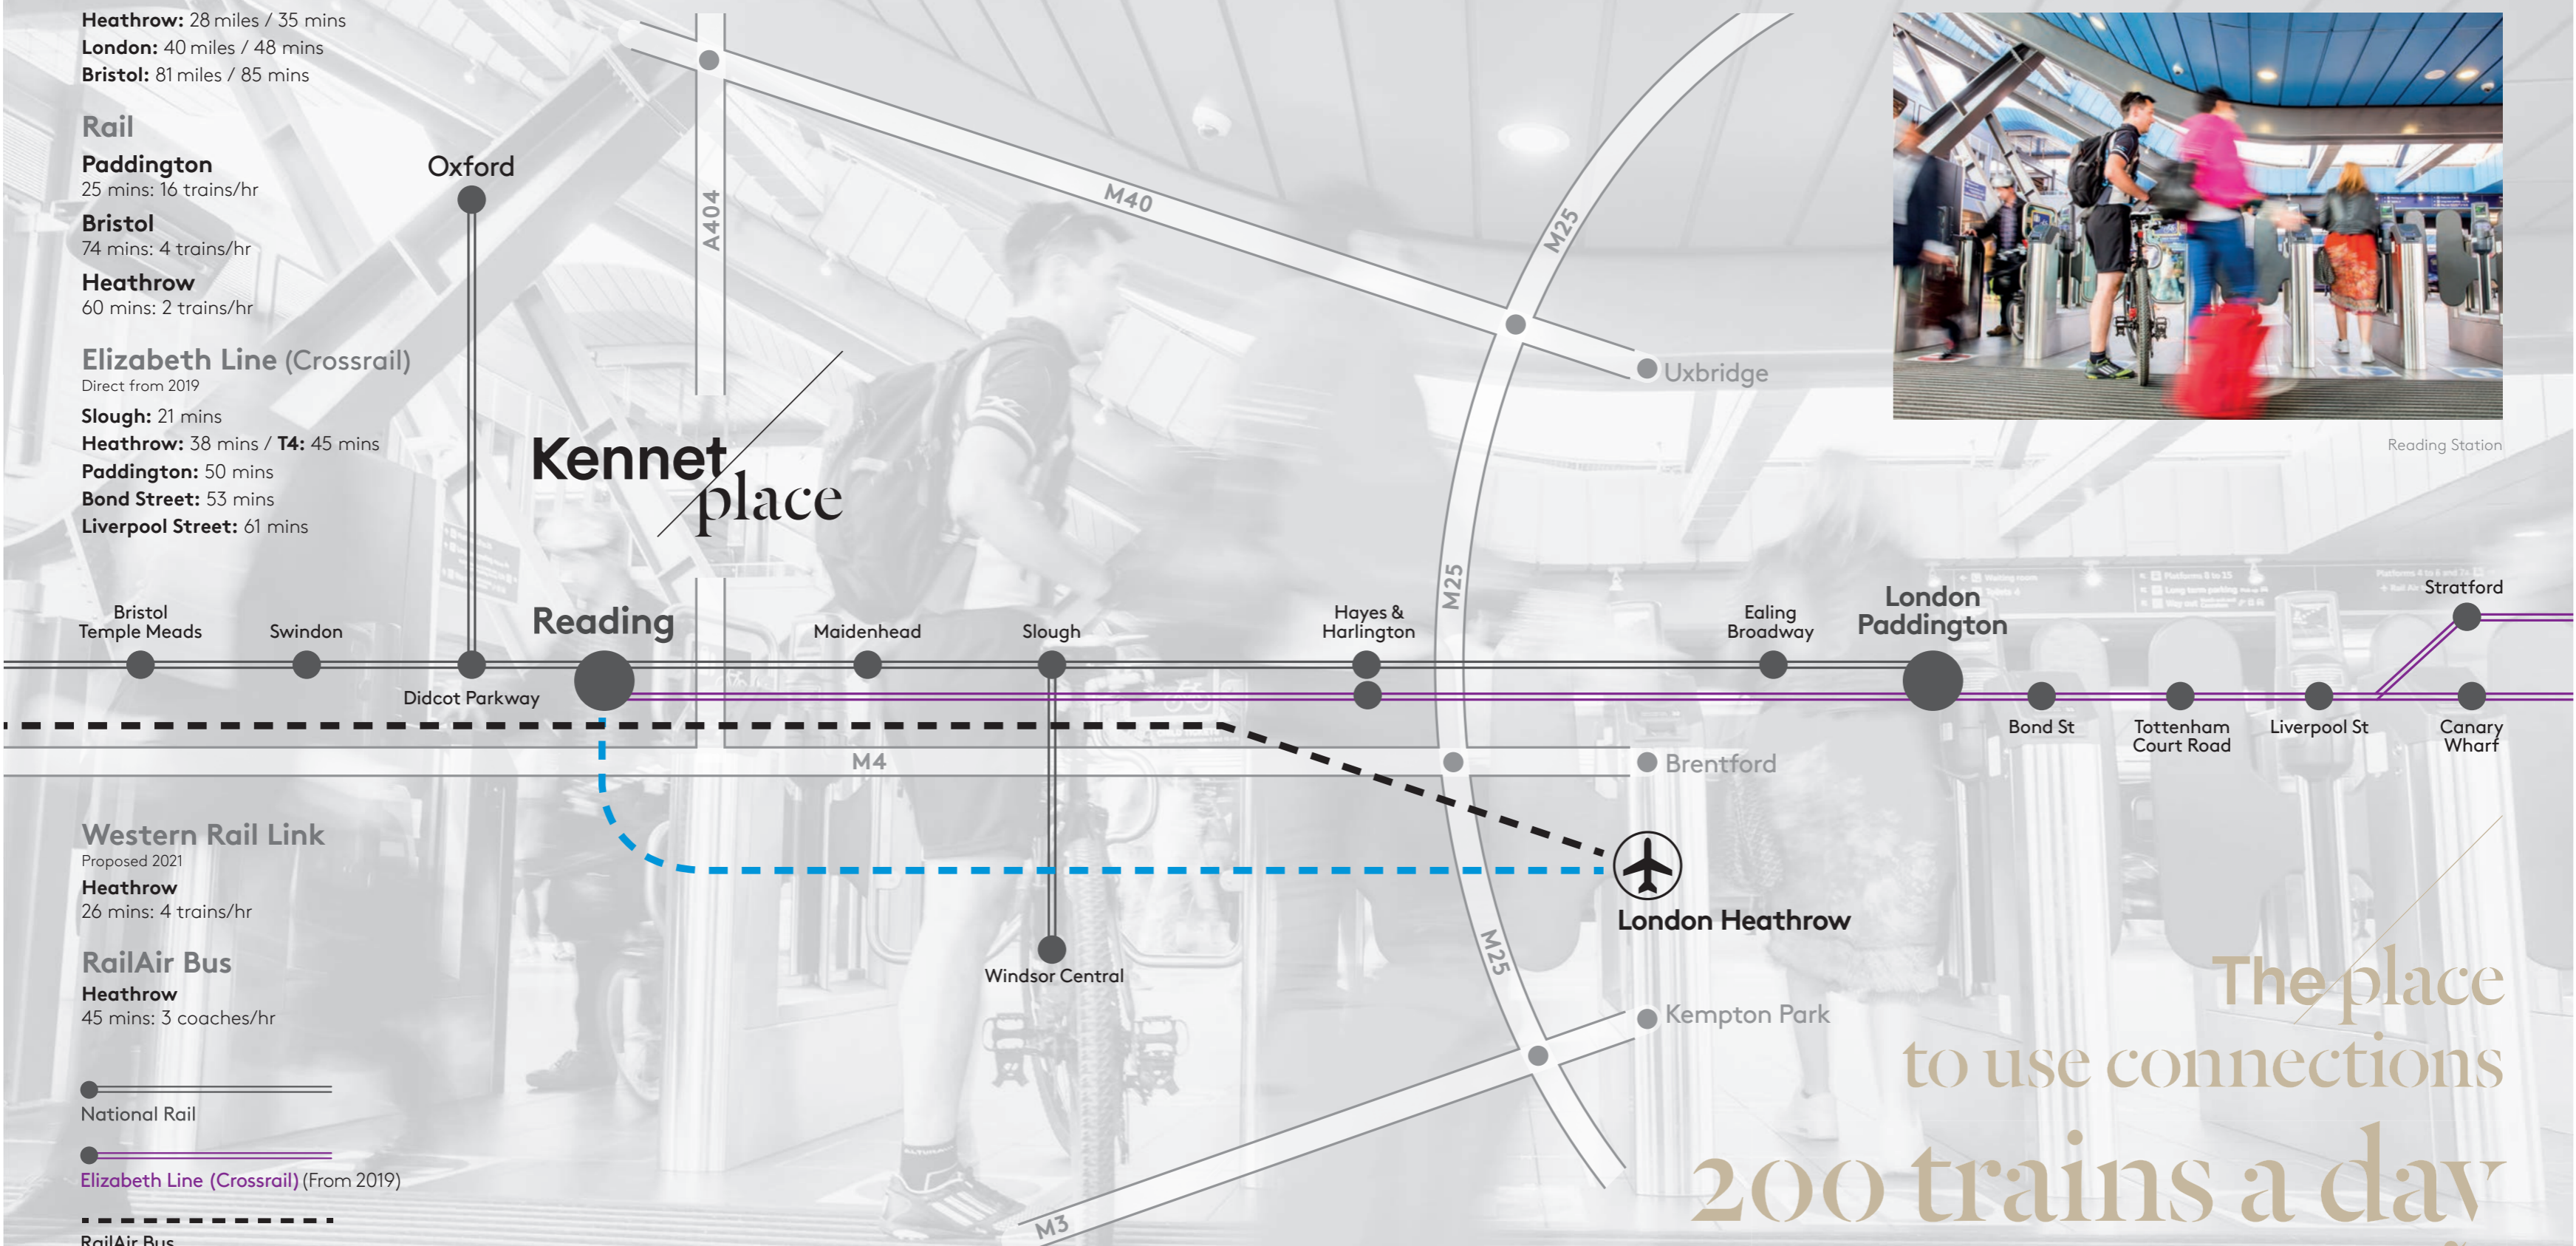 Heathrow: 28 miles / 35 mins
London: 40 miles / 48 mins
Bristol: 81 miles / 85 mins
Rail
Paddington
25 mins: 16 trains/hr
Bristol
74 mins: 4 trains/hr
Heathrow
60 mins: 2 trains/hr
Elizabeth Line (Crossrail)
Direct from 2019
Slough: 21 mins
Heathrow: 38 mins / T4: 45 mins
Paddington: 50 mins
Bond Street: 53 mins
Liverpool Street: 61 mins
Oxford
A404
M40
M25
Uxbridge
Reading Station
Kennet
place
M25
Bristol
Temple Meads
Swindon
Didcot Parkway
Reading
Maidenhead
Slough
Hayes &
Harlington
Ealing
Broadway
London
Paddington
Stratford
Bond St
Tottenham
Court Road
Liverpool St
Canary
Wharf
M4
Brentford
London Heathrow
Windsor Central
M25
Kempton Park
M3
Western Rail Link
Proposed 2021
Heathrow
26 mins: 4 trains/hr
RailAir Bus
Heathrow
45 mins: 3 coaches/hr
National Rail
Elizabeth Line (Crossrail) (From 2019)
RailAir Bus
The place
to use connections
200 trains a day